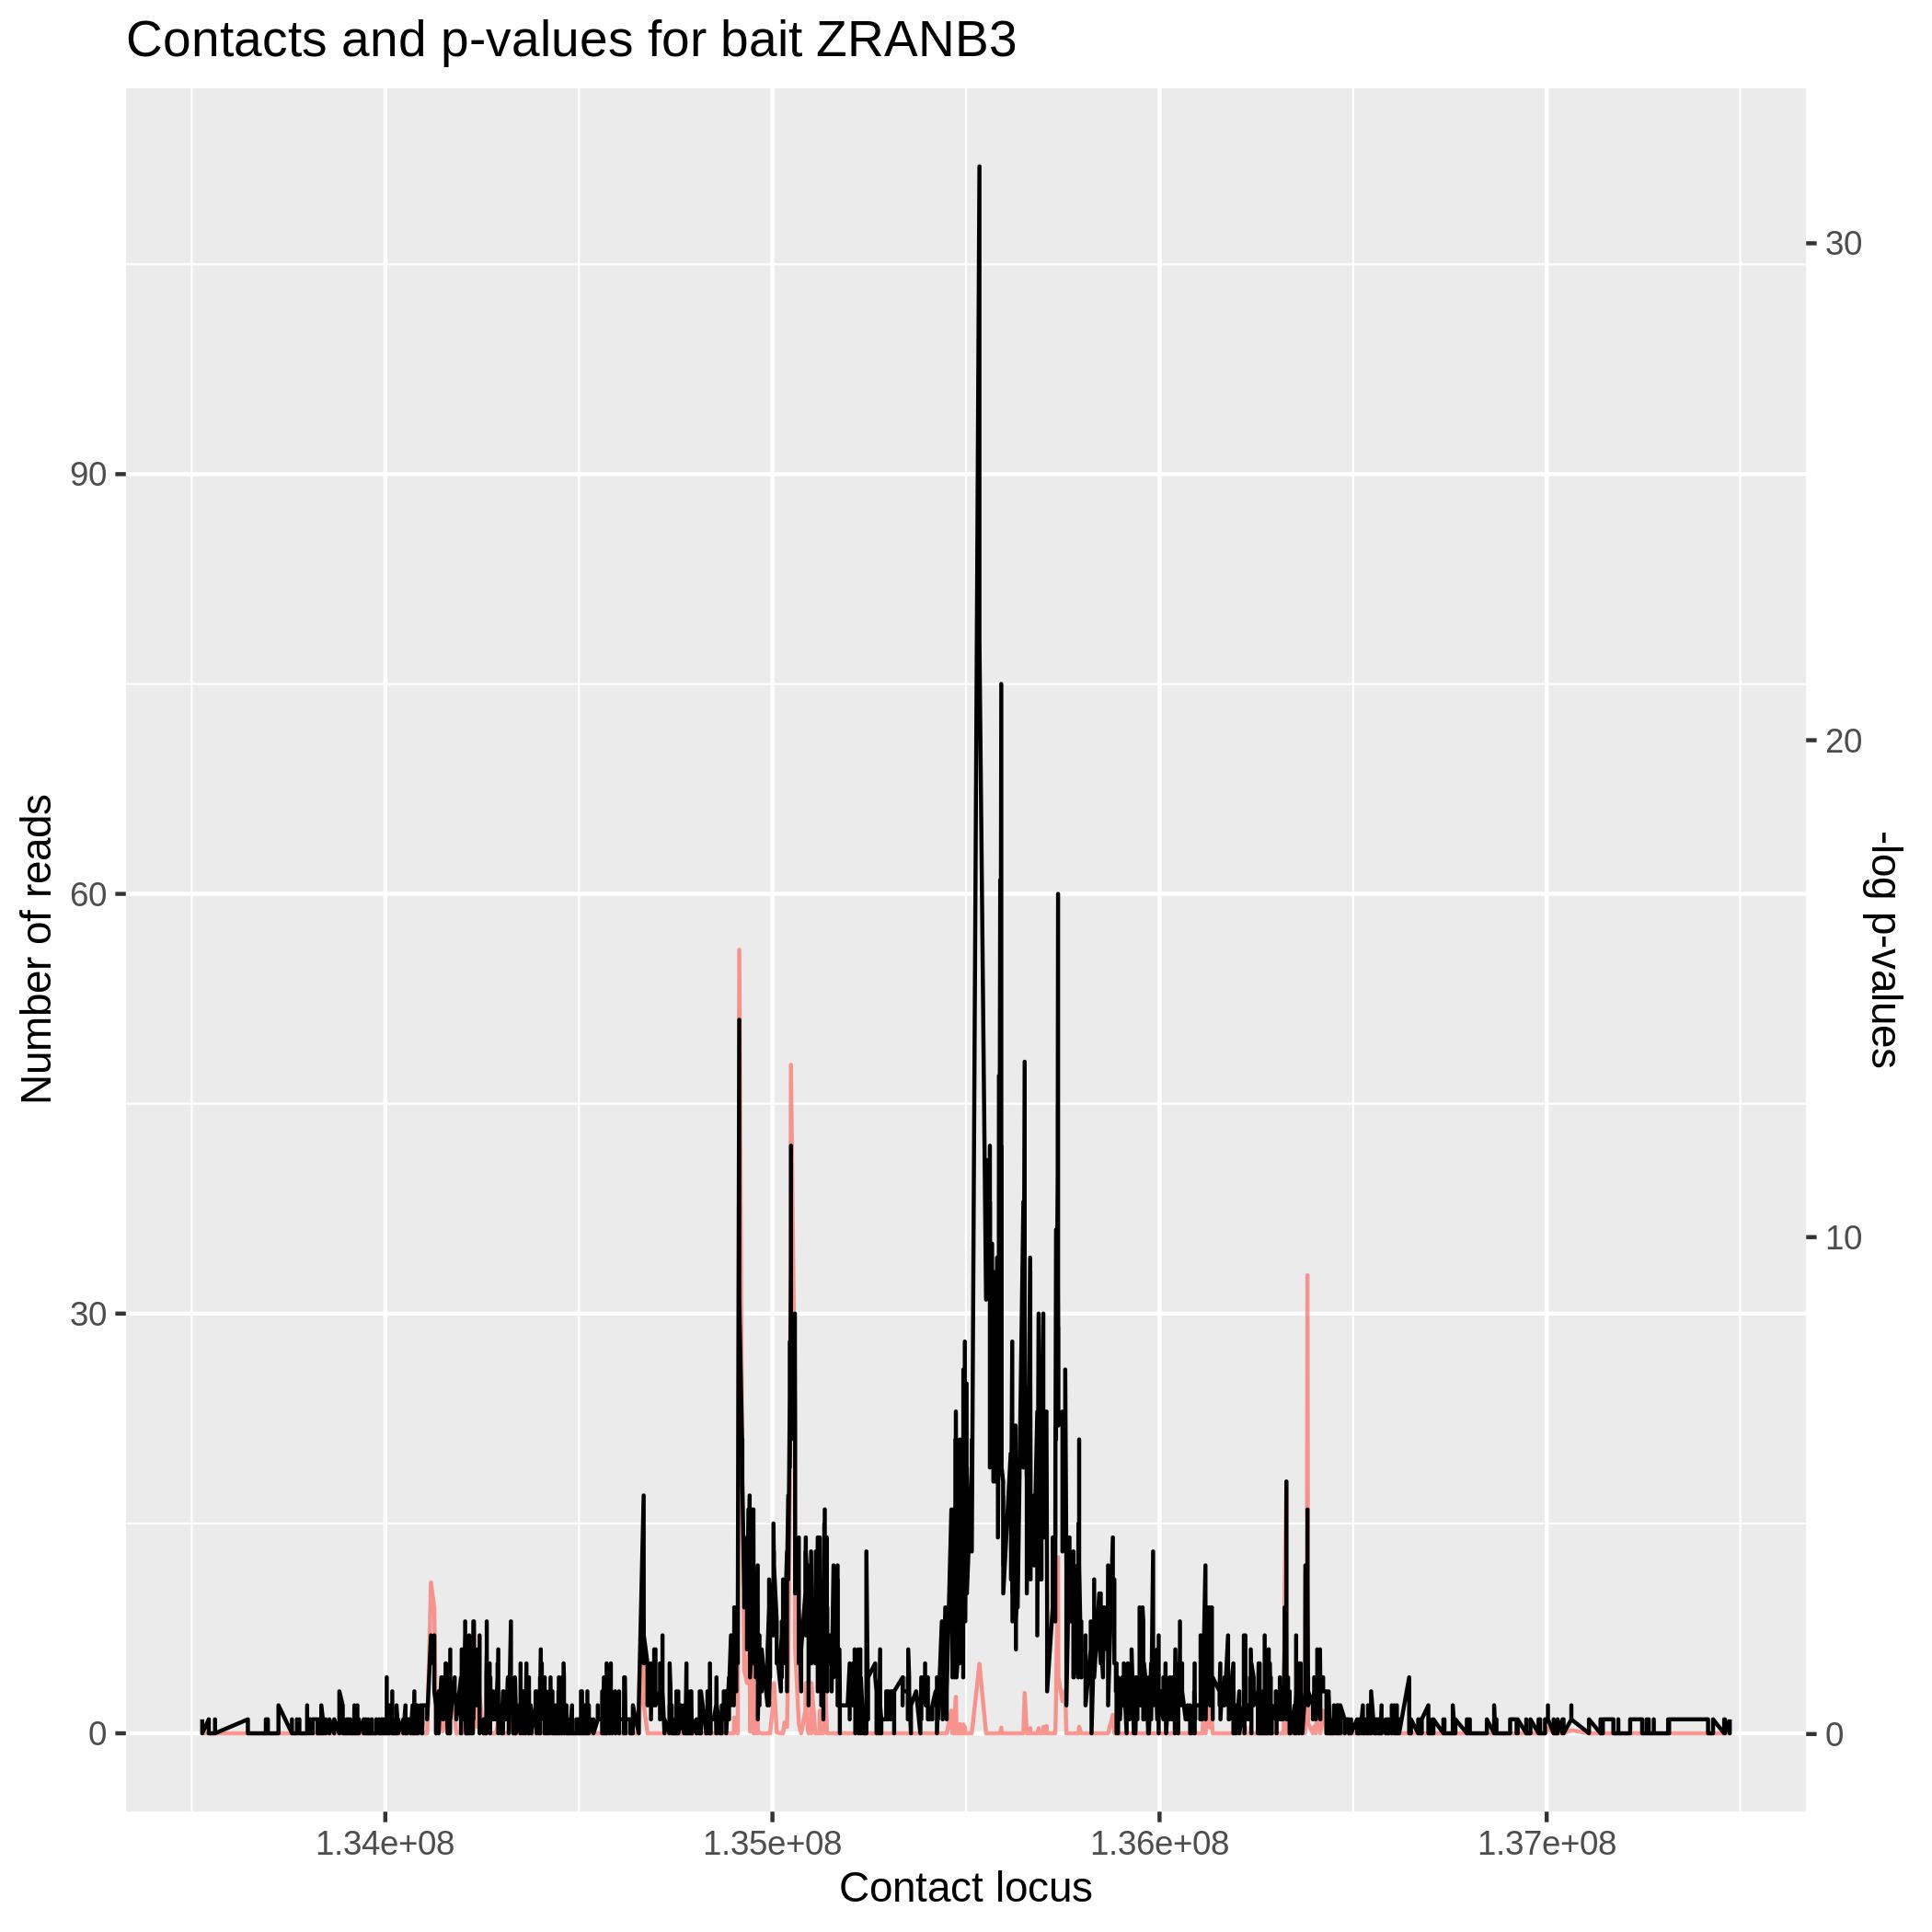 Contacts and p-values for bait ZRANB3
Number of reads
90
60
30
0
30
20
10
0
-log p-values
1.34e+08
1.35e+08
1.36e+08
1.37e+08
Contact locus